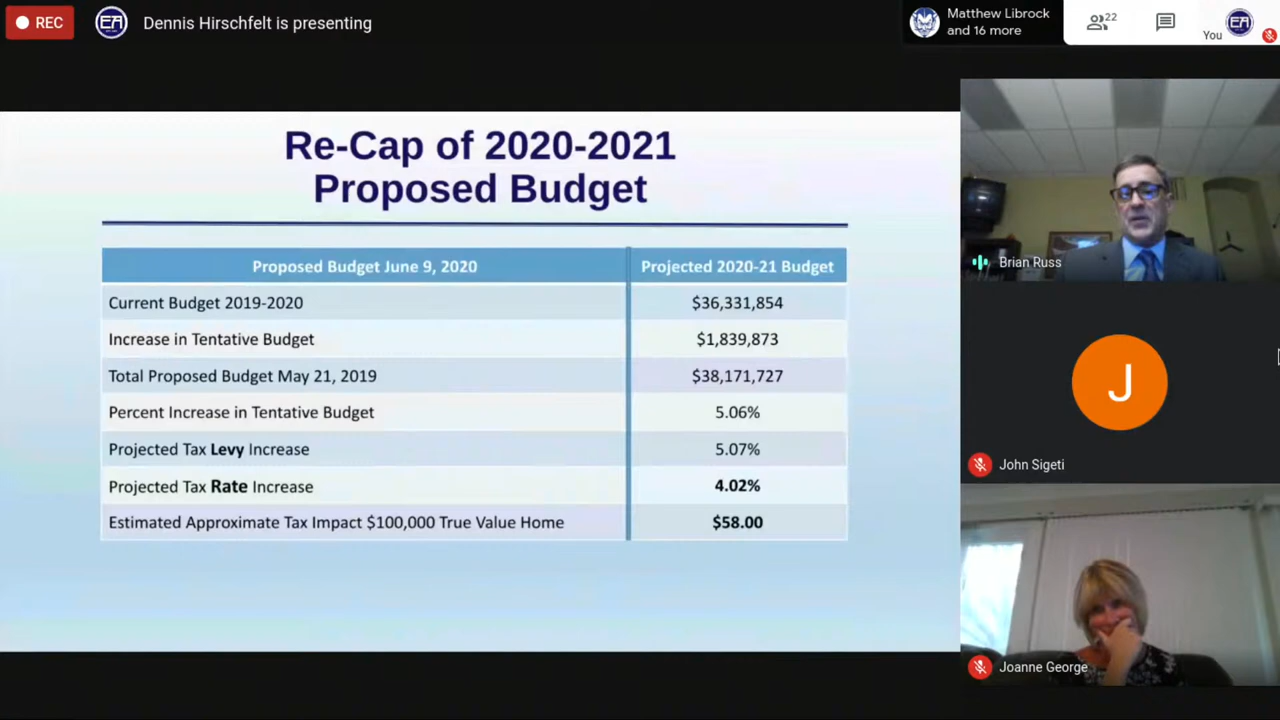 REC
EA
Dennis Hirschfelt is presenting
Matthew Librock
and 16 more
22
You
Re-Cap of 2020-2021
Proposed Budget
Proposed Budget June 9, 2020 Projected 2020-21 Budget
Current Budget 2019-2020 $36,331,854
Increase in Tentative Budget $1,839,873
Total Proposed Budget May 21, 2019 $38,171,727
Percent Increase in Tentative Budget 5.06%
Projected Tax Levy Increase 5.07%
Projected Tax Rate Increase 4.02%
Estimated Approximate Tax Impact $100,000 True Value Home $58.00
Brian Russ
J
John Sigeti
Joanne George